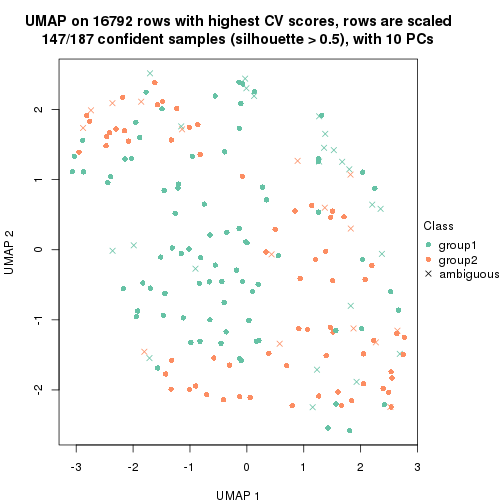 UMAP on 16792 rows with highest CV scores, rows are scaled
147/187 confident samples (silhouette > 0.5), with 10 PCs
2
1
0
-1
-2
UMAP 2
-3
-2
-1
0
1
2
3
UMAP 1
Class
group1
group2
ambiguous